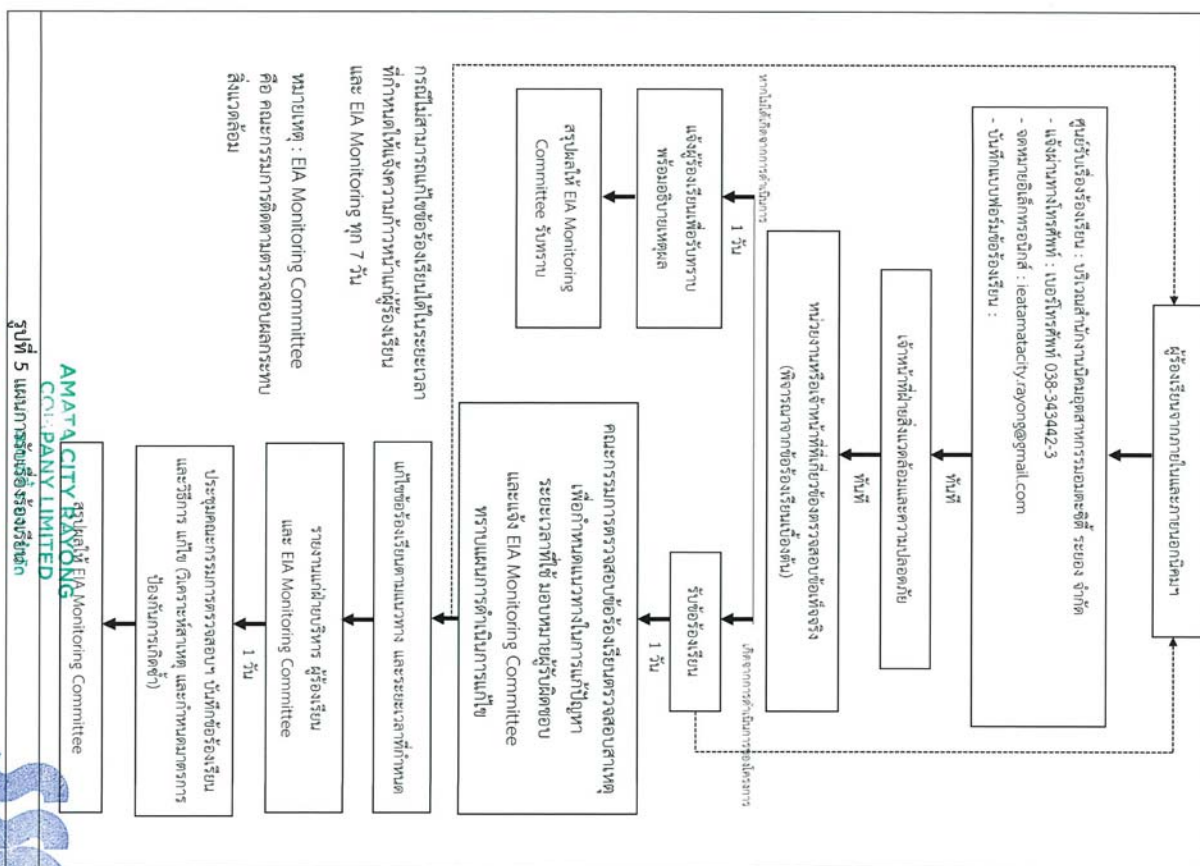 ผู้ร้องเรียนจากภายในและภายนอกนิคมฯ
ศูนย์รับเรื่องร้องเรียน : บริเวณสำนักงานนิคมอุตสาหกรรมอมตะซิตี้ ระยอง จำกัด
- แจ้งผ่านทางโทรศัพท์ : เบอร์โทรศัพท์ 038-343442-3
- จดหมายอิเล็กทรอนิกส์ : ieatamatacity.rayong@gmail.com
- บันทึกแบบฟอร์มข้อร้องเรียน :
ทันที
เจ้าหน้าที่ฝ่ายสิ่งแวดล้อมและความปลอดภัย
ทันที
หน่วยงานหรือเจ้าหน้าที่ที่เกี่ยวข้องตรวจสอบข้อเท็จจริง
(พิจารณาจากข้อร้องเรียนเบื้องต้น)
หากไม่ได้เกิดจากการดำเนินการ
1 วัน
แจ้งผู้ร้องเรียนเพื่อรับทราบ
พร้อมอธิบายเหตุผล
สรุปผลให้ EIA Monitoring
Committee รับทราบ
เกิดจากการดำเนินการของโครงการ
รับข้อร้องเรียน
1 วัน
คณะกรรมการตรวจสอบข้อร้องเรียนตรวจสอบสาเหตุ
เพื่อกำหนดแนวทางในการแก้ปัญหา
ระยะเวลาที่ใช้ มอบหมายผู้รับผิดชอบ
และแจ้ง EIA Monitoring Committee
ทราบแผนการดำเนินการแก้ไข
แก้ไขข้อร้องเรียนตามแนวทาง และระยะเวลาที่กำหนด
รายงานแก่ฝ่ายบริหาร ผู้ร้องเรียน
และ EIA Monitoring Committee
1 วัน
ประชุมคณะกรรมการตรวจสอบฯ บันทึกข้อร้องเรียน
และวิธีการ แก้ไข (วิเคราะห์สาเหตุ และกำหนดมาตรการ
ป้องกันการเกิดซ้ำ)
สรุปผลให้ EIA Monitoring Committee
กรณีไม่สามารถแก้ไขข้อร้องเรียนได้ในระยะเวลา
ที่กำหนดให้แจ้งความก้าวหน้าแก่ผู้ร้องเรียน
และ EIA Monitoring ทุก 7 วัน
หมายเหตุ : EIA Monitoring Committee
คือ คณะกรรมการติดตามตรวจสอบผลกระทบ
สิ่งแวดล้อม
AMATA CITY RAYONG
COMPANY LIMITED
รูปที่ 5 แผนการรับเรื่องร้องเรียน